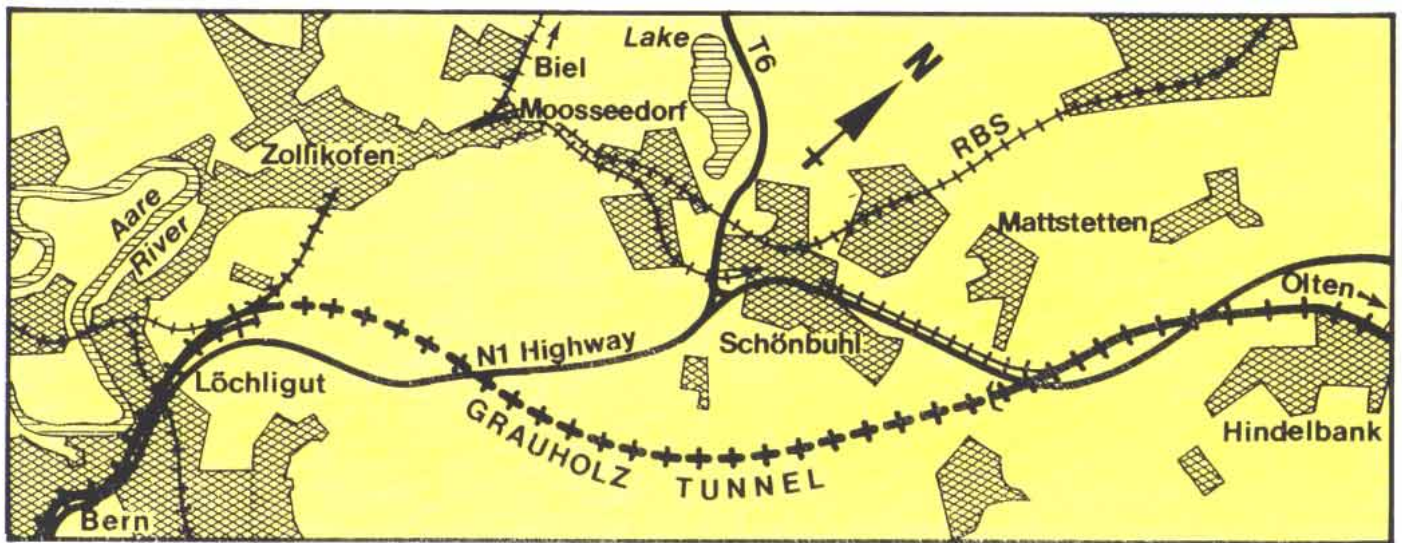 Lake
T6
N
Biel
Moosseedorf
Zollikofen
RBS
Aare
River
Mattstetten
Olten
N1 Highway
Schönbuhl
Löchligut
GRAUHOLZ TUNNEL
Hindelbank
Bern